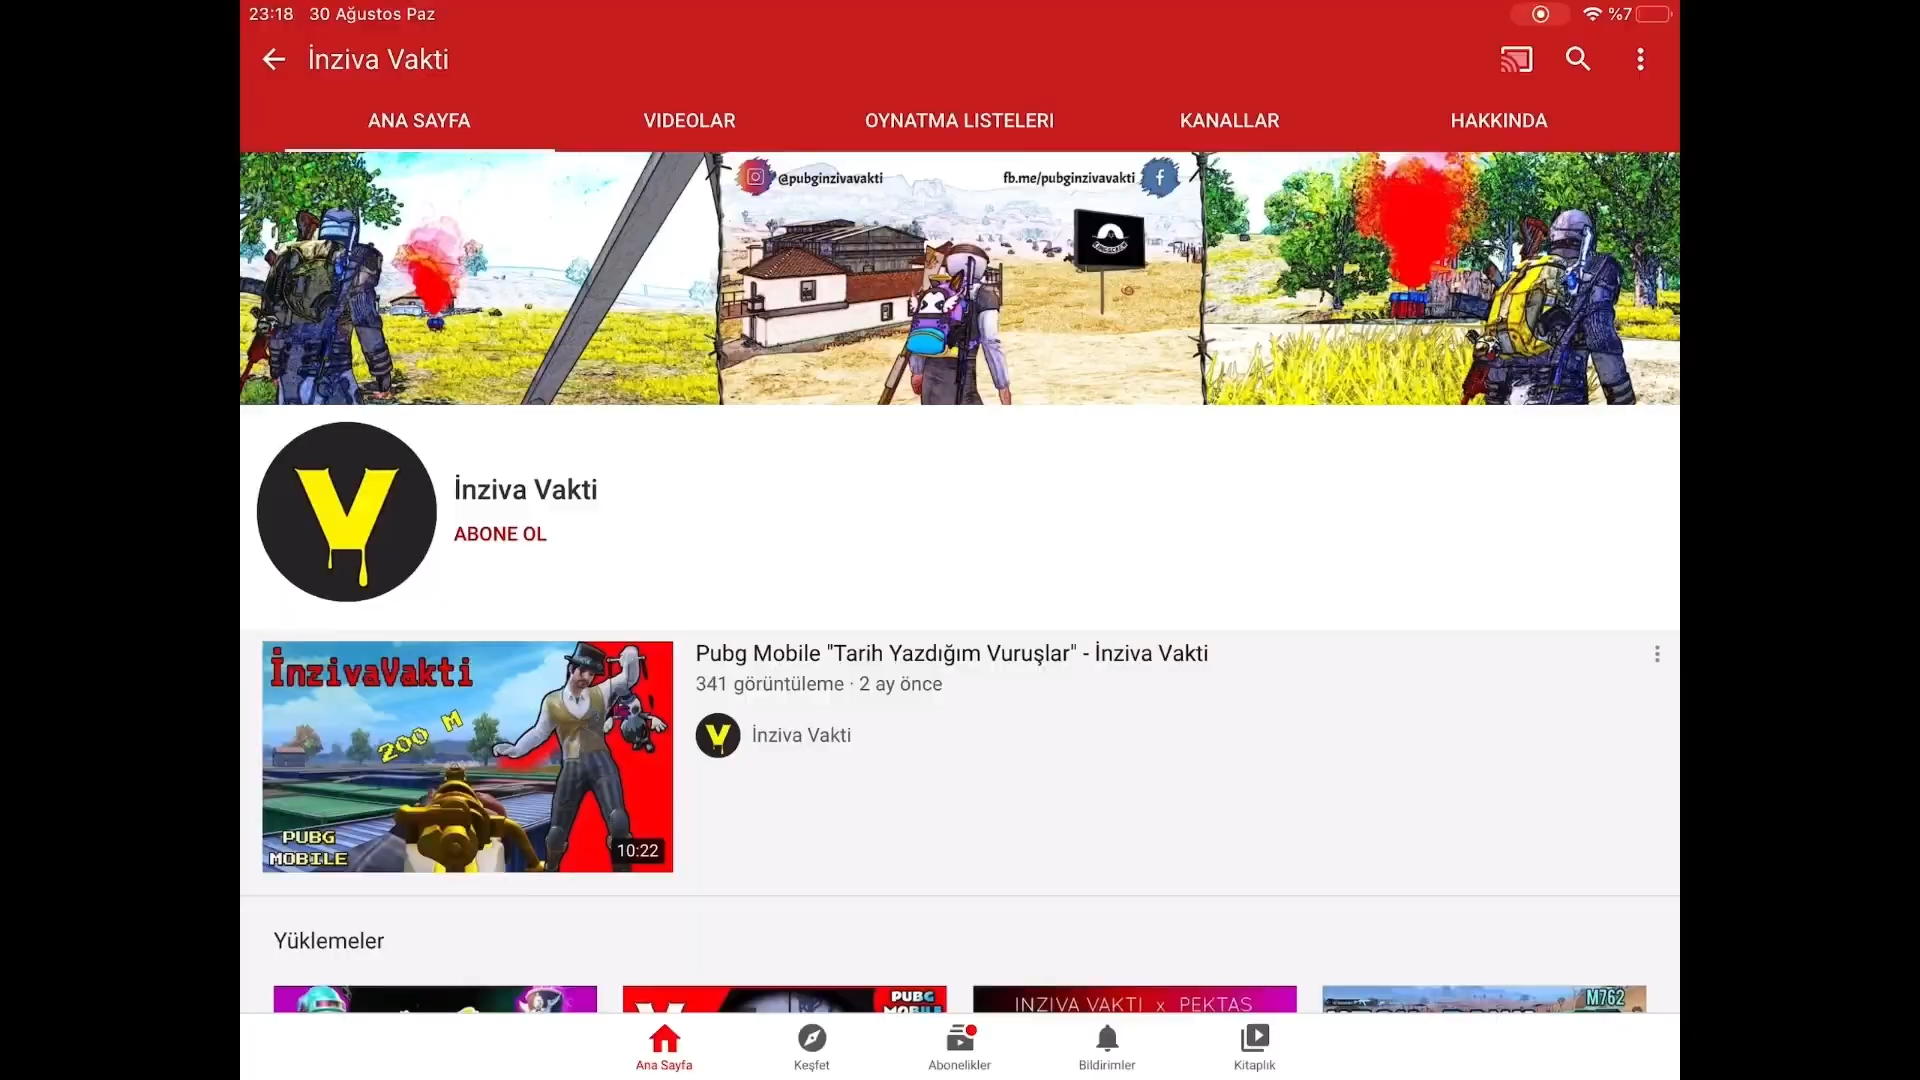 23:18 30 Ağustos Paz %7
İnziva Vakti
ANA SAYFA VIDEOLAR OYNATMA LISTELERI KANALLAR HAKKINDA
@pubginzivavakti fb.me/pubginzivavakti
V
İnziva Vakti
ABONE OL
İnzivaVakti
200 M
PUBG
MOBILE
10:22
Pubg Mobile "Tarih Yazdığım Vuruşlar" - İnziva Vakti
341 görüntüleme · 2 ay önce
V İnziva Vakti
Yüklemeler
PUBG
MOBILE
INZIVA VAKTI x PEKTAS
M762
Ana Sayfa Keşfet Abonelikler Bildirimler Kitaplık